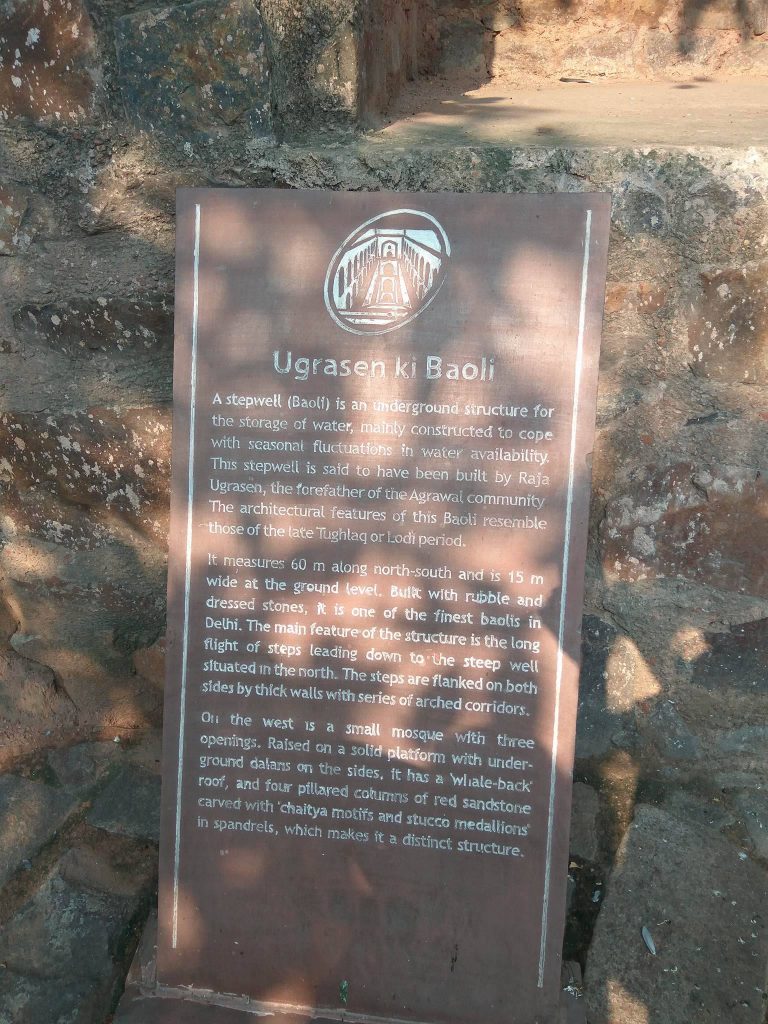 Ugrasen ki Baoli
A stepwell (Baoli) is an underground structure for
the storage of water, mainly constructed to cope
with seasonal fluctuations in water availability.
This stepwell is said to have been built by Raja
Ugrasen, the forefather of the Agrawal community
The architectural features of this Baoli resemble
those of the late Tughlaq or Lodi period.
It measures 60 m along north-south and is 15 m
wide at the ground level. Built with rubble and
dressed stones, it is one of the finest baolis in
Delhi. The main feature of the structure is the long
flight of steps leading down to the steep well
situated in the north. The steps are flanked on both
sides by thick walls with series of arched corridors.
On the west is a small mosque with three
openings. Raised on a solid platform with under-
ground dalans on the sides, it has a 'whale-back'
roof, and four pillared columns of red sandstone
carved with 'chaitya motifs and stucco medallions'
in spandrels, which makes it a distinct structure.